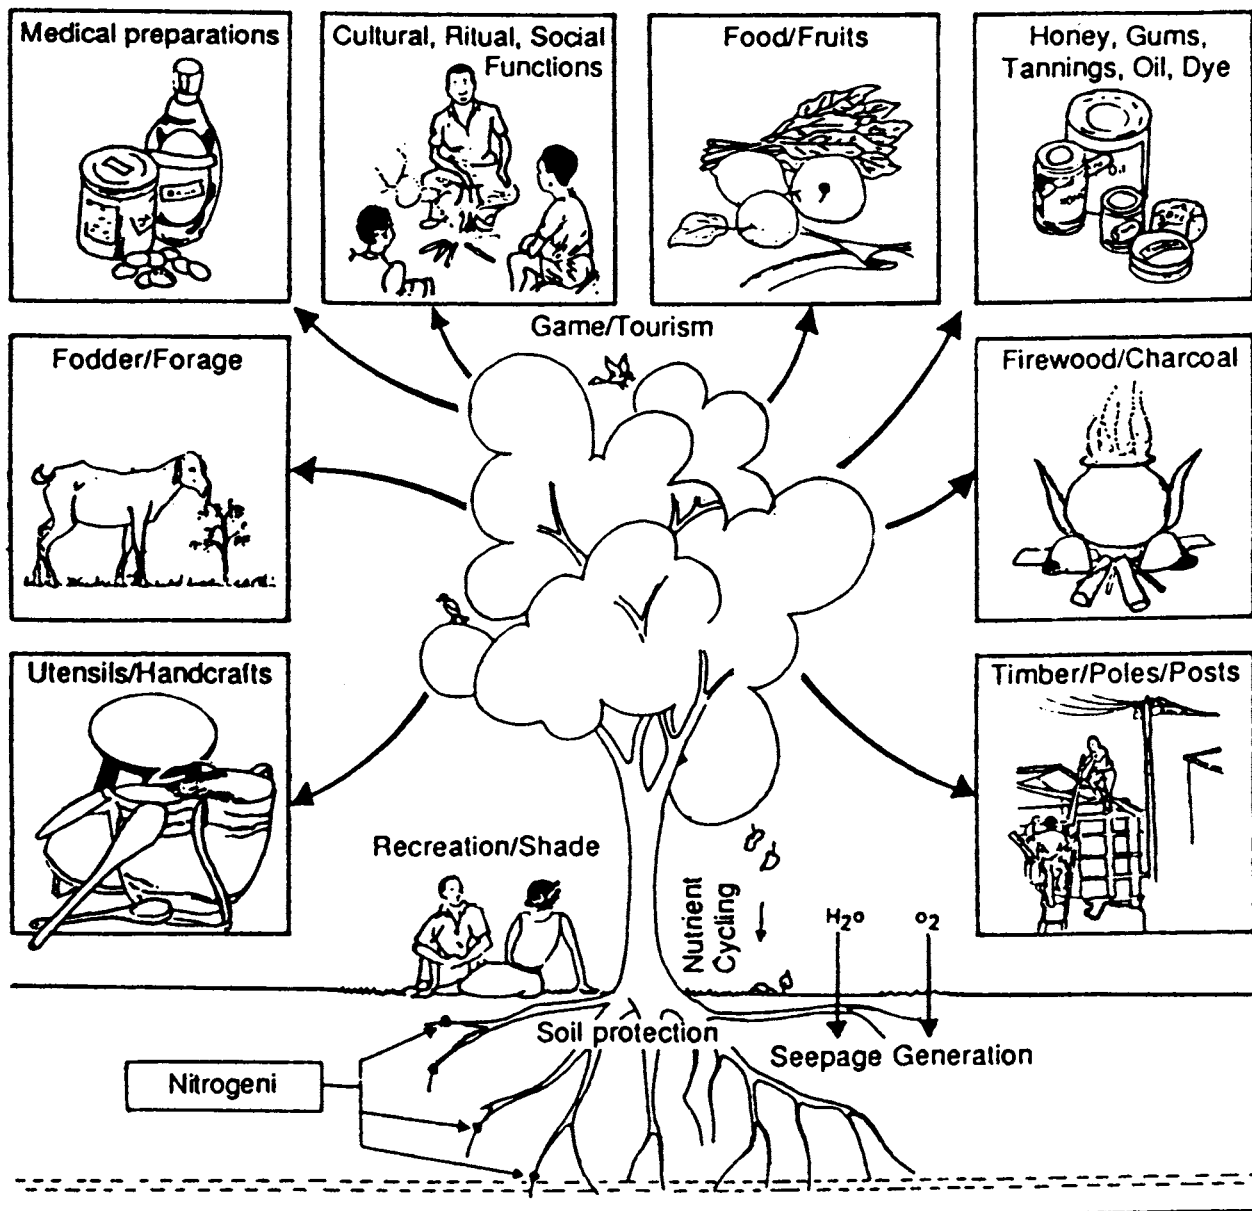 Medical preparations
Cultural, Ritual, Social
Functions
Food/Fruits
Honey, Gums,
Tannings, Oil, Dye
Game/Tourism
Fodder/Forage
Firewood/Charcoal
Utensils/Handcrafts
Timber/Poles/Posts
Recreation/Shade
Nutrient
Cycling
H₂O
O₂
Soil protection
Seepage Generation
Nitrogeni